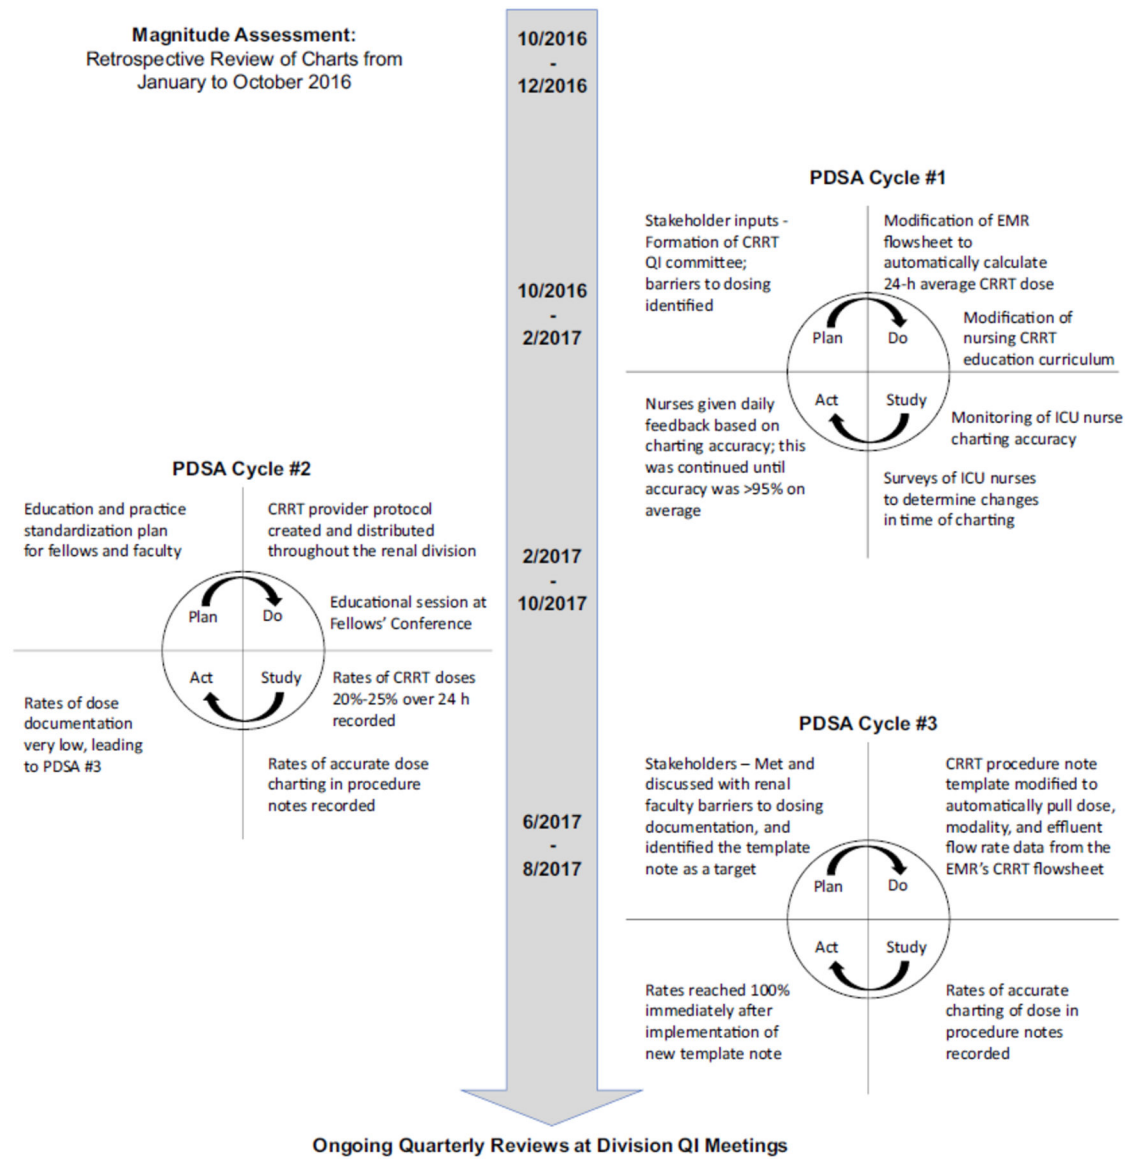 Magnitude Assessment:
Retrospective Review of Charts from
January to October 2016
10/2016
-
12/2016
PDSA Cycle #1
Stakeholder inputs -
Formation of CRRT
QI committee;
barriers to dosing
identified
Modification of EMR
flowsheet to
automatically calculate
24-h average CRRT dose
Modification of
nursing CRRT
education curriculum
Plan
Do
Act
Study
Nurses given daily
feedback based on
charting accuracy; this
was continued until
accuracy was >95% on
average
Monitoring of ICU nurse
charting accuracy
Surveys of ICU nurses
to determine changes
in time of charting
10/2016
-
2/2017
PDSA Cycle #2
Education and practice
standardization plan
for fellows and faculty
CRRT provider protocol
created and distributed
throughout the renal division
Educational session at
Fellows' Conference
Plan
Do
Act
Study
Rates of dose
documentation
very low, leading
to PDSA #3
Rates of CRRT doses
20%-25% over 24 h
recorded
Rates of accurate dose
charting in procedure
notes recorded
2/2017
-
10/2017
PDSA Cycle #3
Stakeholders – Met and
discussed with renal
faculty barriers to dosing
documentation, and
identified the template
note as a target
CRRT procedure note
template modified to
automatically pull dose,
modality, and effluent
flow rate data from the
EMR's CRRT flowsheet
Plan
Do
Act
Study
Rates reached 100%
immediately after
implementation of
new template note
Rates of accurate
charting of dose in
procedure notes
recorded
6/2017
-
8/2017
Ongoing Quarterly Reviews at Division QI Meetings